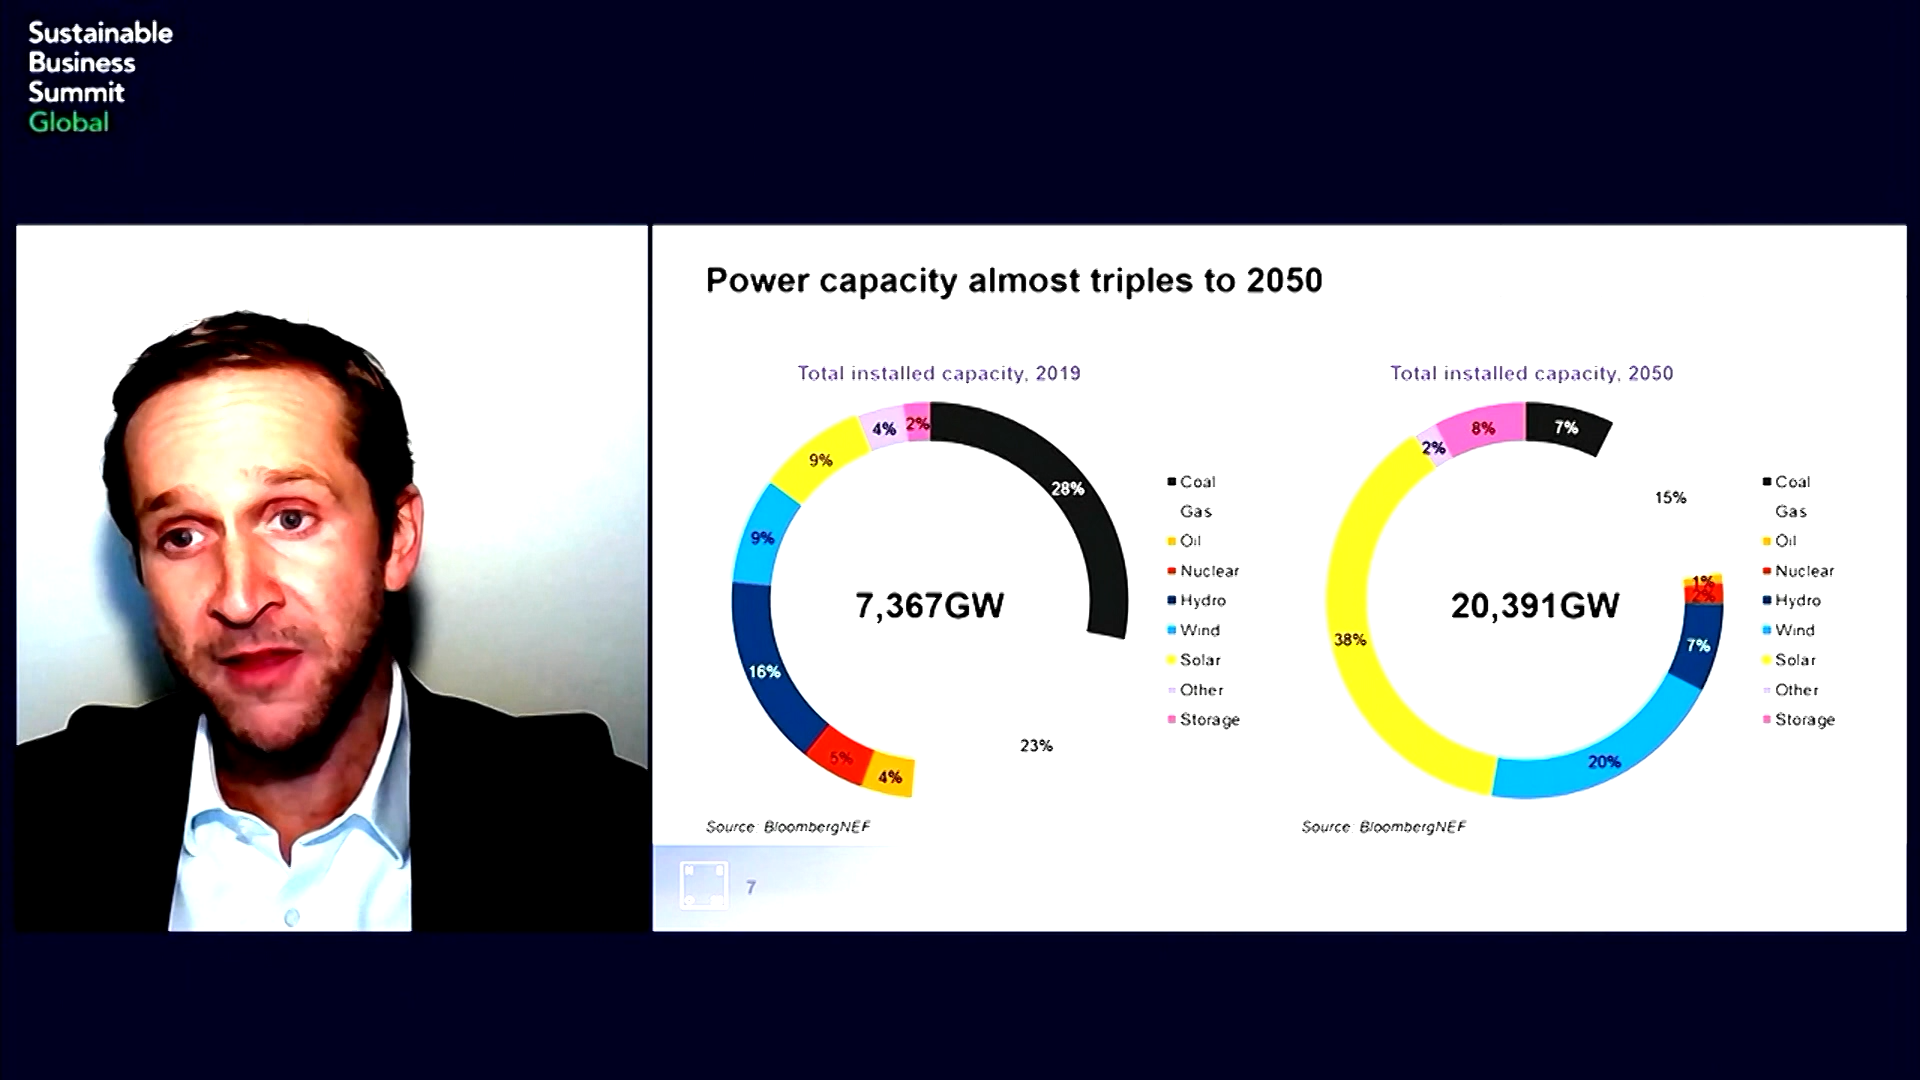 Sustainable
Business
Summit
Global
Power capacity almost triples to 2050
Total installed capacity, 2019
4%
2%
9%
28%
9%
7,367GW
16%
23%
5%
4%
Coal
Gas
Oil
Nuclear
Hydro
Wind
Solar
Other
Storage
Source: BloombergNEF
Total installed capacity, 2050
2%
8%
7%
15%
1%
2%
20,391GW
38%
7%
20%
Coal
Gas
Oil
Nuclear
Hydro
Wind
Solar
Other
Storage
Source: BloombergNEF
7